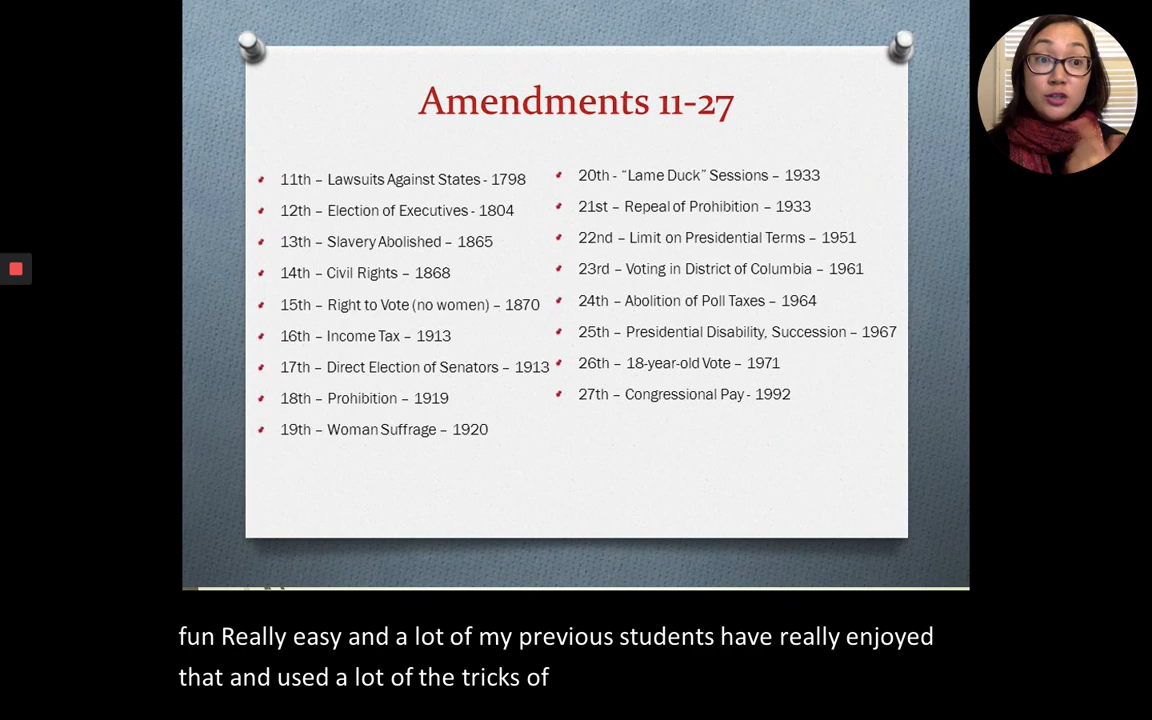 Amendments 11-27
11th – Lawsuits Against States - 1798
12th – Election of Executives - 1804
13th – Slavery Abolished – 1865
14th – Civil Rights – 1868
15th – Right to Vote (no women) – 1870
16th – Income Tax – 1913
17th – Direct Election of Senators – 1913
18th – Prohibition – 1919
19th – Woman Suffrage – 1920
20th - “Lame Duck” Sessions – 1933
21st – Repeal of Prohibition – 1933
22nd – Limit on Presidential Terms – 1951
23rd – Voting in District of Columbia – 1961
24th – Abolition of Poll Taxes – 1964
25th – Presidential Disability, Succession – 1967
26th – 18-year-old Vote – 1971
27th – Congressional Pay - 1992
fun Really easy and a lot of my previous students have really enjoyed
that and used a lot of the tricks of